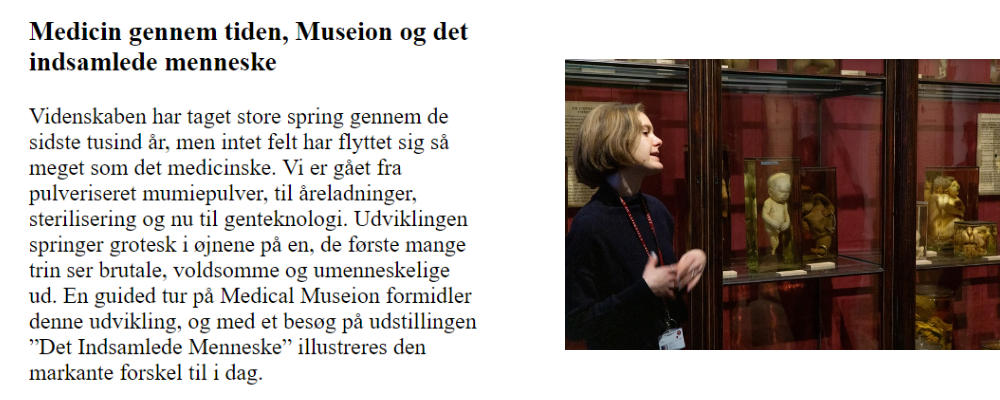 Medicin gennem tiden, Museion og det
indsamlede menneske
Videnskaben har taget store spring gennem de
sidste tusind år, men intet felt har flyttet sig så
meget som det medicinske. Vi er gået fra
pulveriseret mumiepulver, til åreladninger,
sterilisering og nu til genteknologi. Udviklingen
springer grotesk i øjnene på en, de første mange
trin ser brutale, voldsomme og umenneskelige
ud. En guided tur på Medical Museion formidler
denne udvikling, og med et besøg på udstillingen
”Det Indsamlede Menneske” illustreres den
markante forskel til i dag.